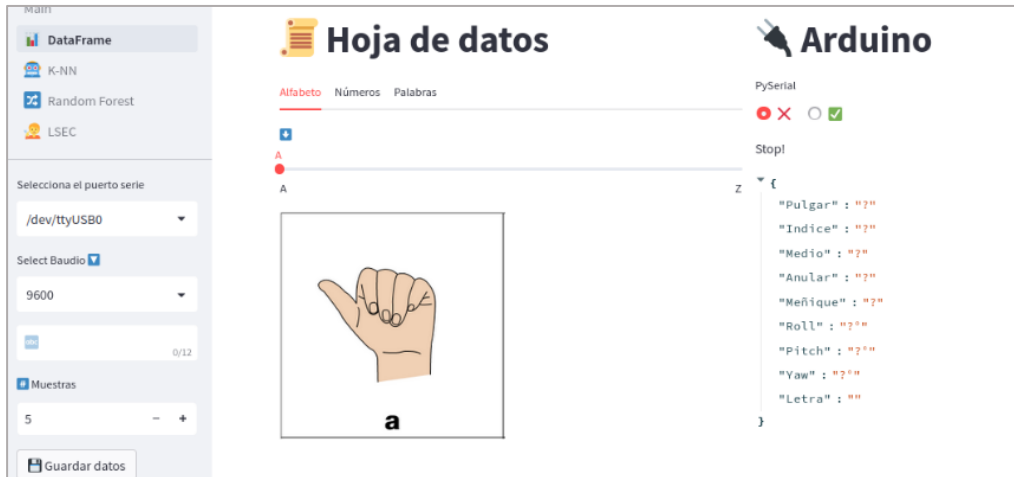 Main
DataFrame
K-NN
Random Forest
LSEC
Selecciona el puerto serie
/dev/ttyUSB0
Select Baudio
9600
abc
0/12
# Muestras
5 - +
Guardar datos
Hoja de datos
Alfabeto Números Palabras
A
A Z
a
Arduino
PySerial
Stop!
{
"Pulgar" : "?"
"Indice" : "?"
"Medio" : "?"
"Anular" : "?"
"Meñique" : "?"
"Roll" : "?°"
"Pitch" : "?°"
"Yaw" : "?°"
"Letra" : ""
}